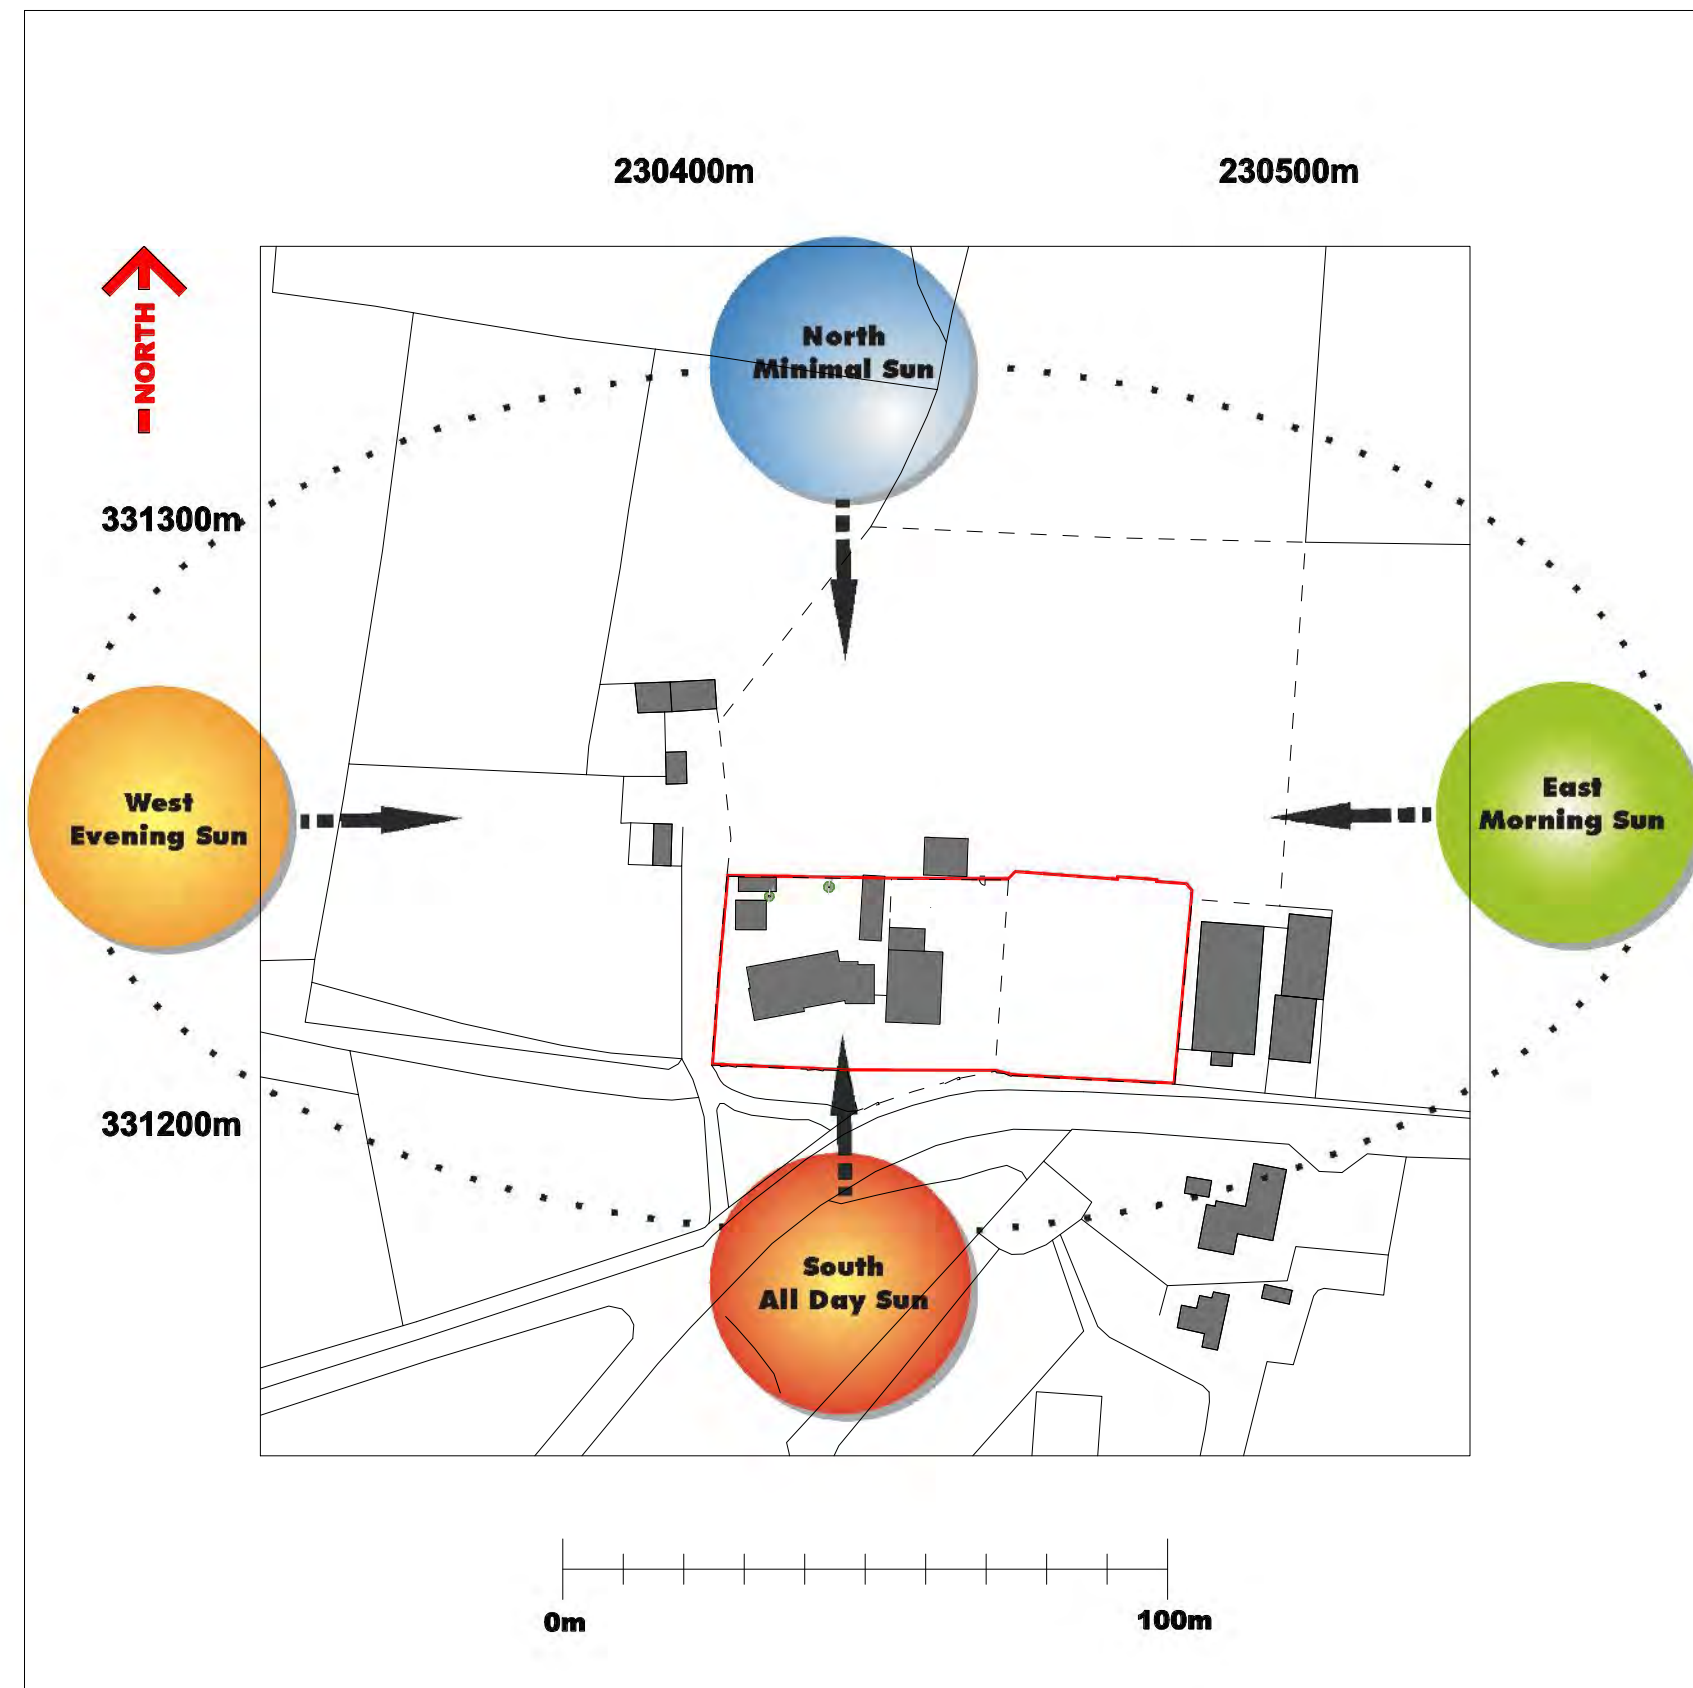 230400m
230500m
NORTH
North
Minimal Sun
331300m
West
Evening Sun
East
Morning Sun
331200m
South
All Day Sun
0m
100m